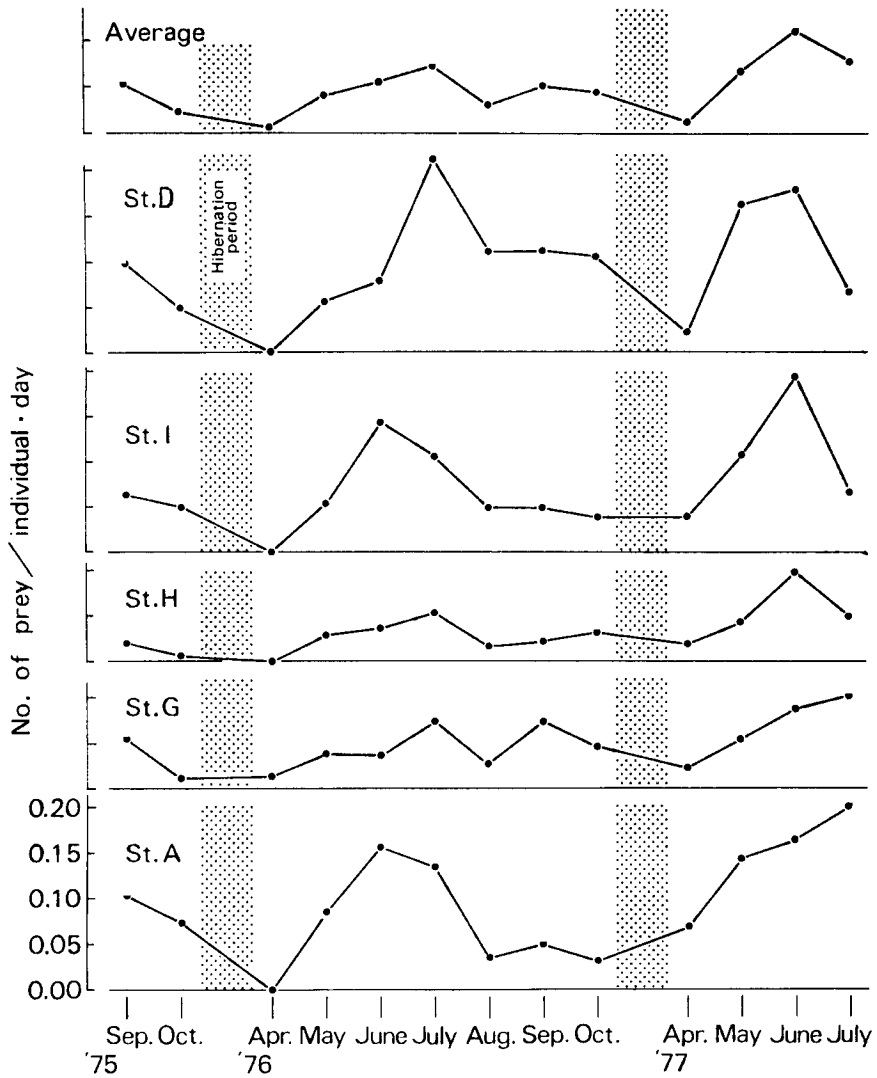 Average
St.D
Hibernation
period
St.I
St.H
St.G
St.A
No. of prey/individual·day
0.20
0.15
0.10
0.05
0.00
Sep. Oct. Apr. May June July Aug. Sep. Oct. Apr. May June July
'75 '76 '77